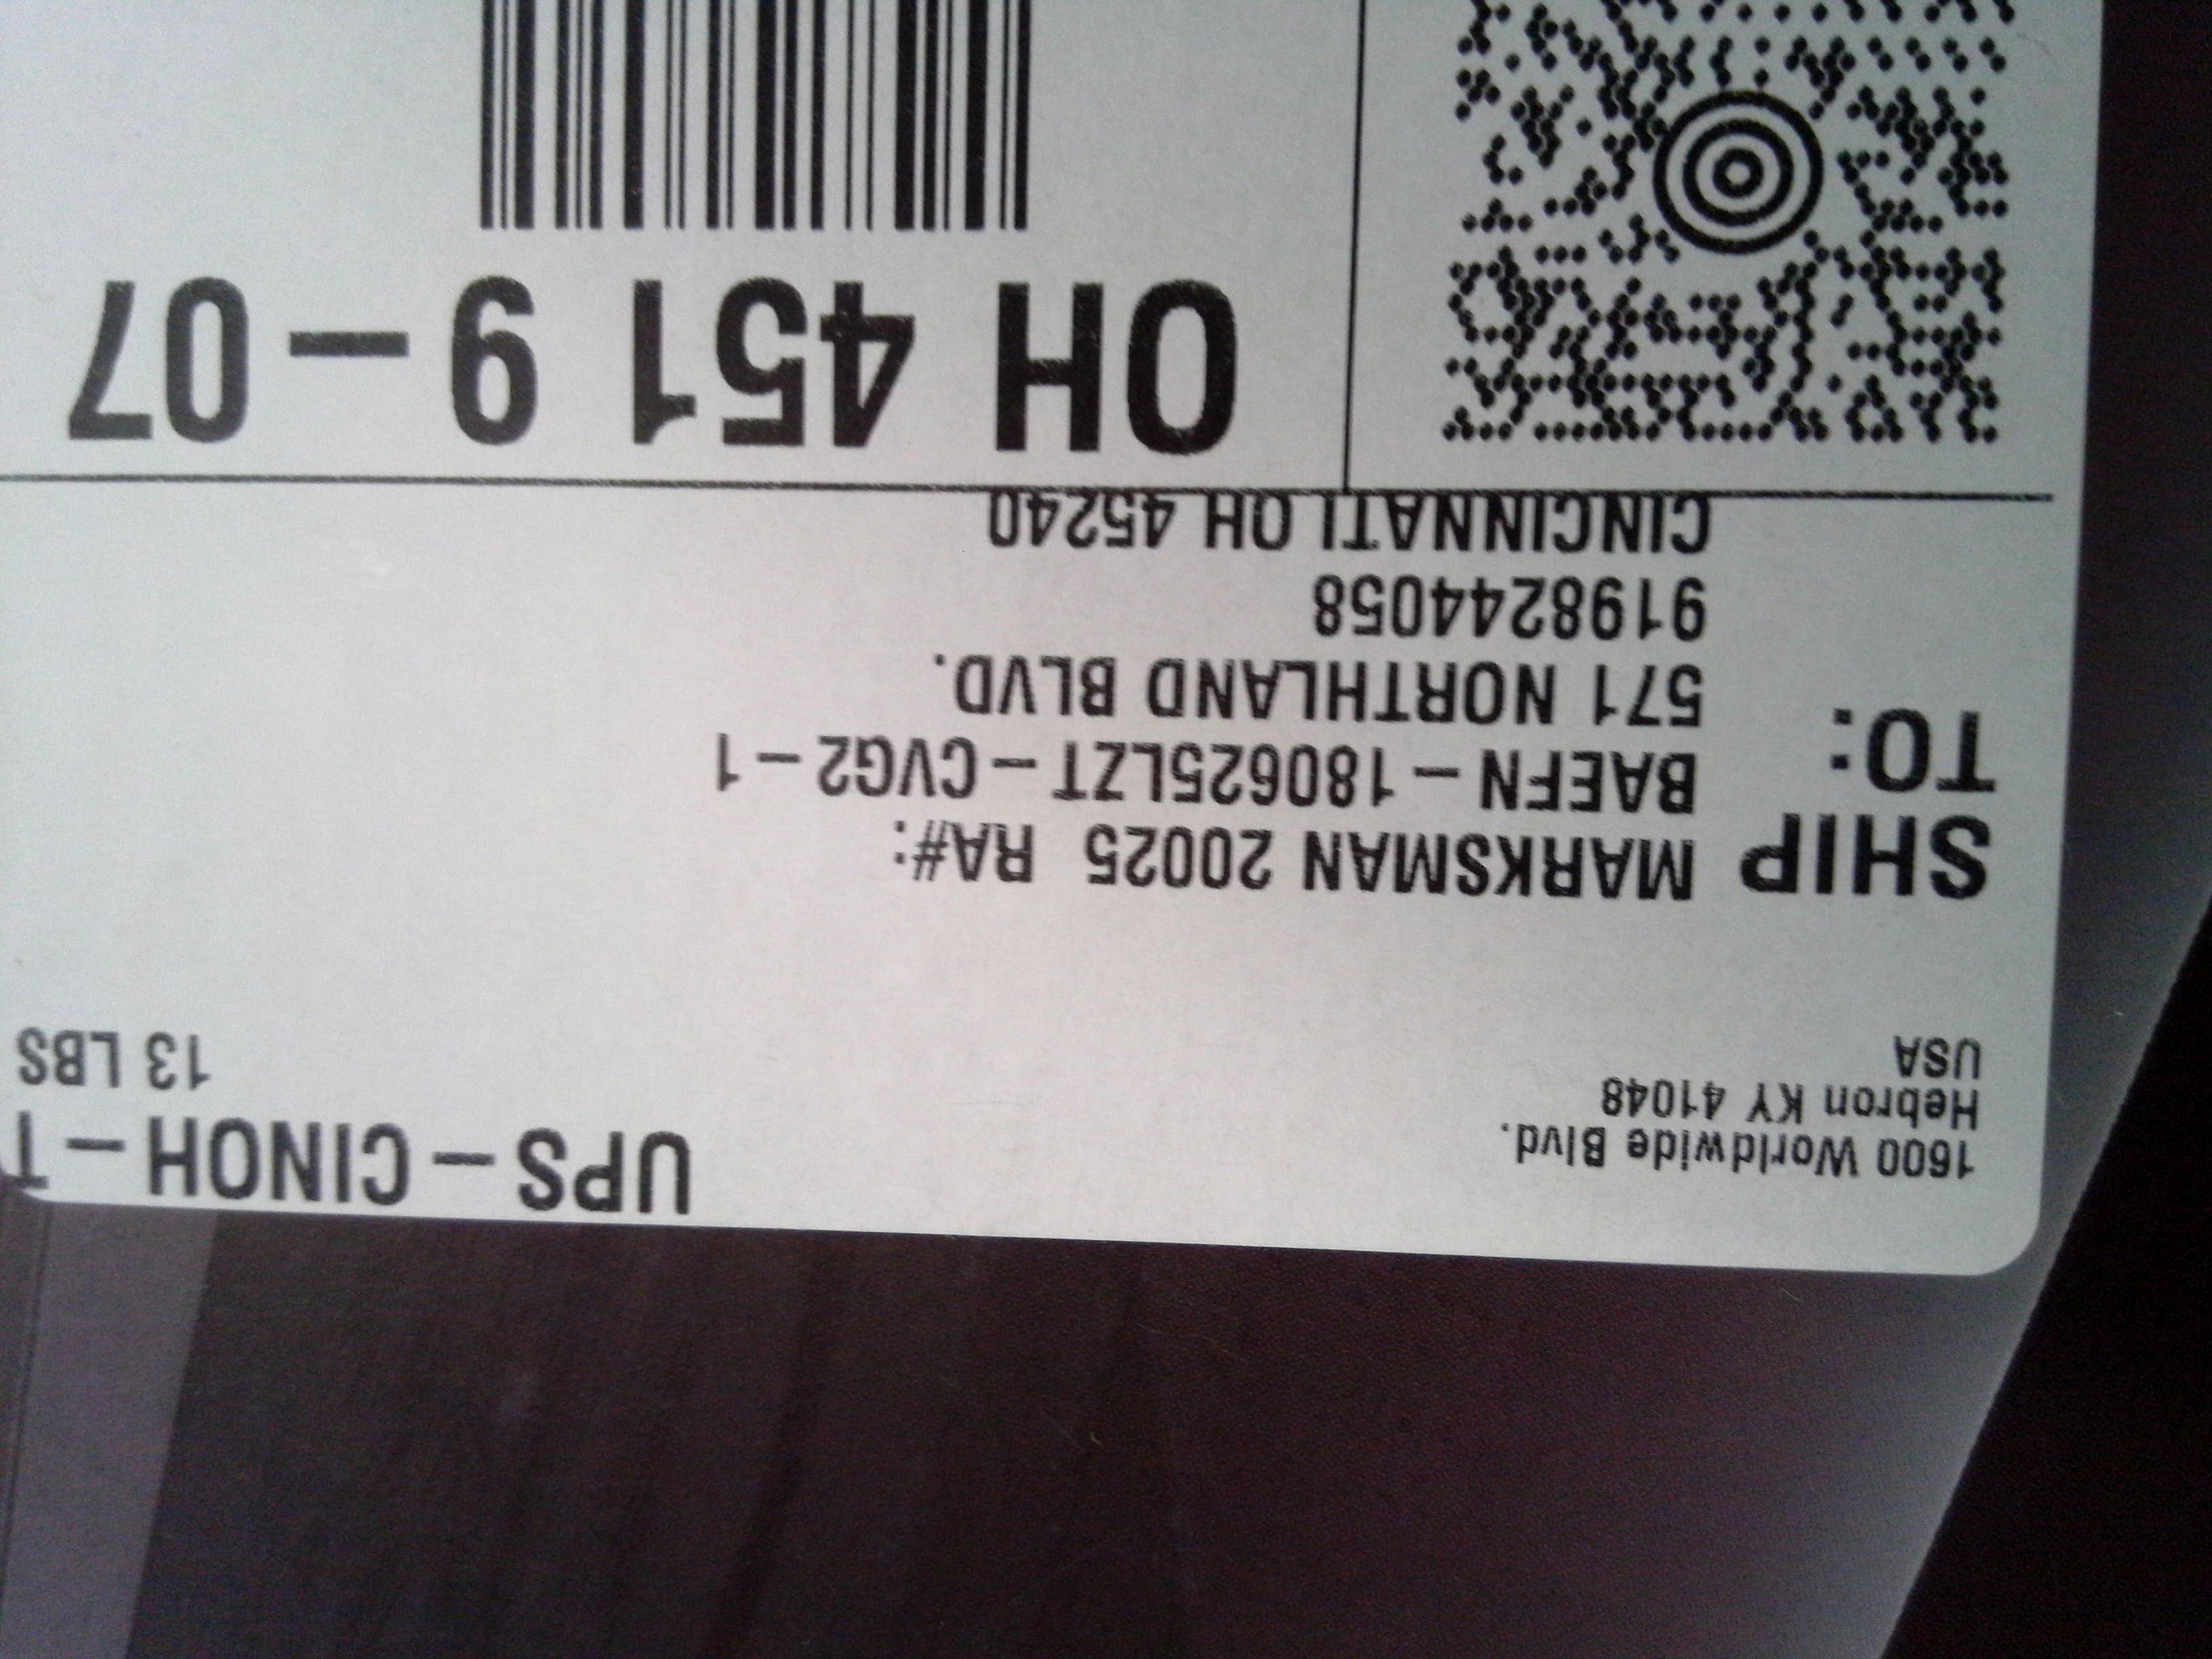 1600 Worldwide Blvd.
Hebron KY 41048
USA
UPS-CINOH-T
13 LBS
SHIP
TO:
MARKSMAN 20025 RA#:
BAEFN-180625LZT-CVG2-1
571 NORTHLAND BLVD.
9198244058
CINCINNATI OH 45240
OH 451 9-07